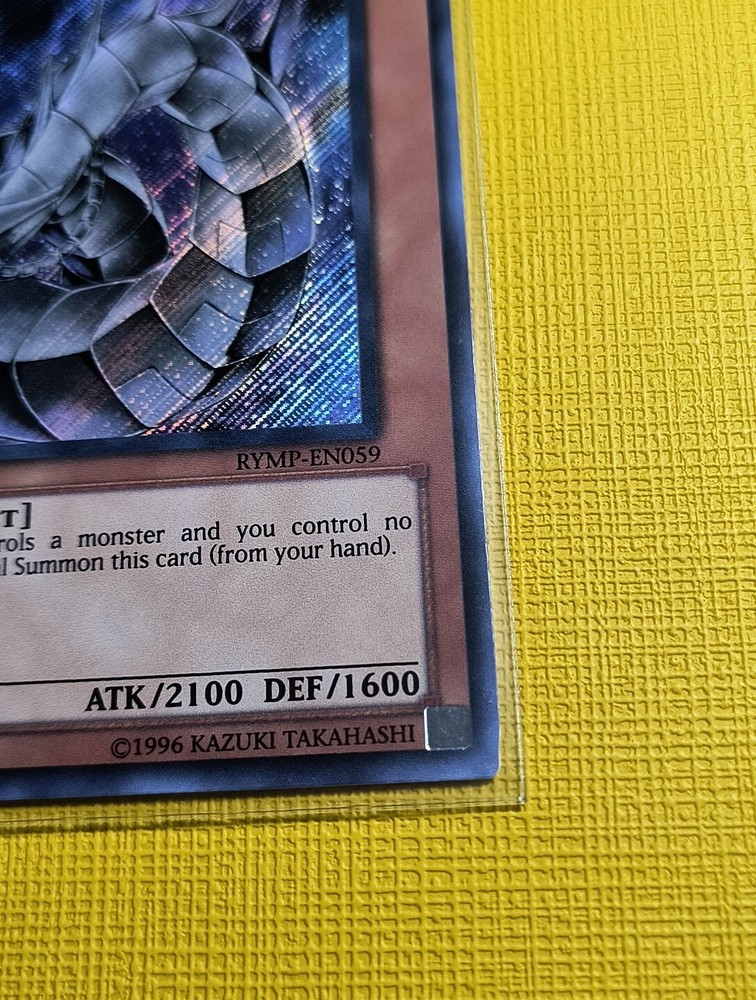 RYMP-EN059
T]
rols a monster and you control no
l Summon this card (from your hand).
ATK/2100 DEF/1600
©1996 KAZUKI TAKAHASHI